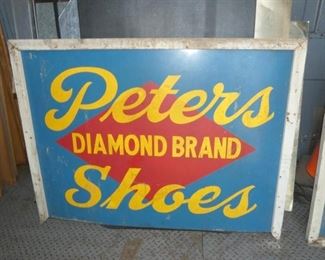 Peters
DIAMOND BRAND
Shoes